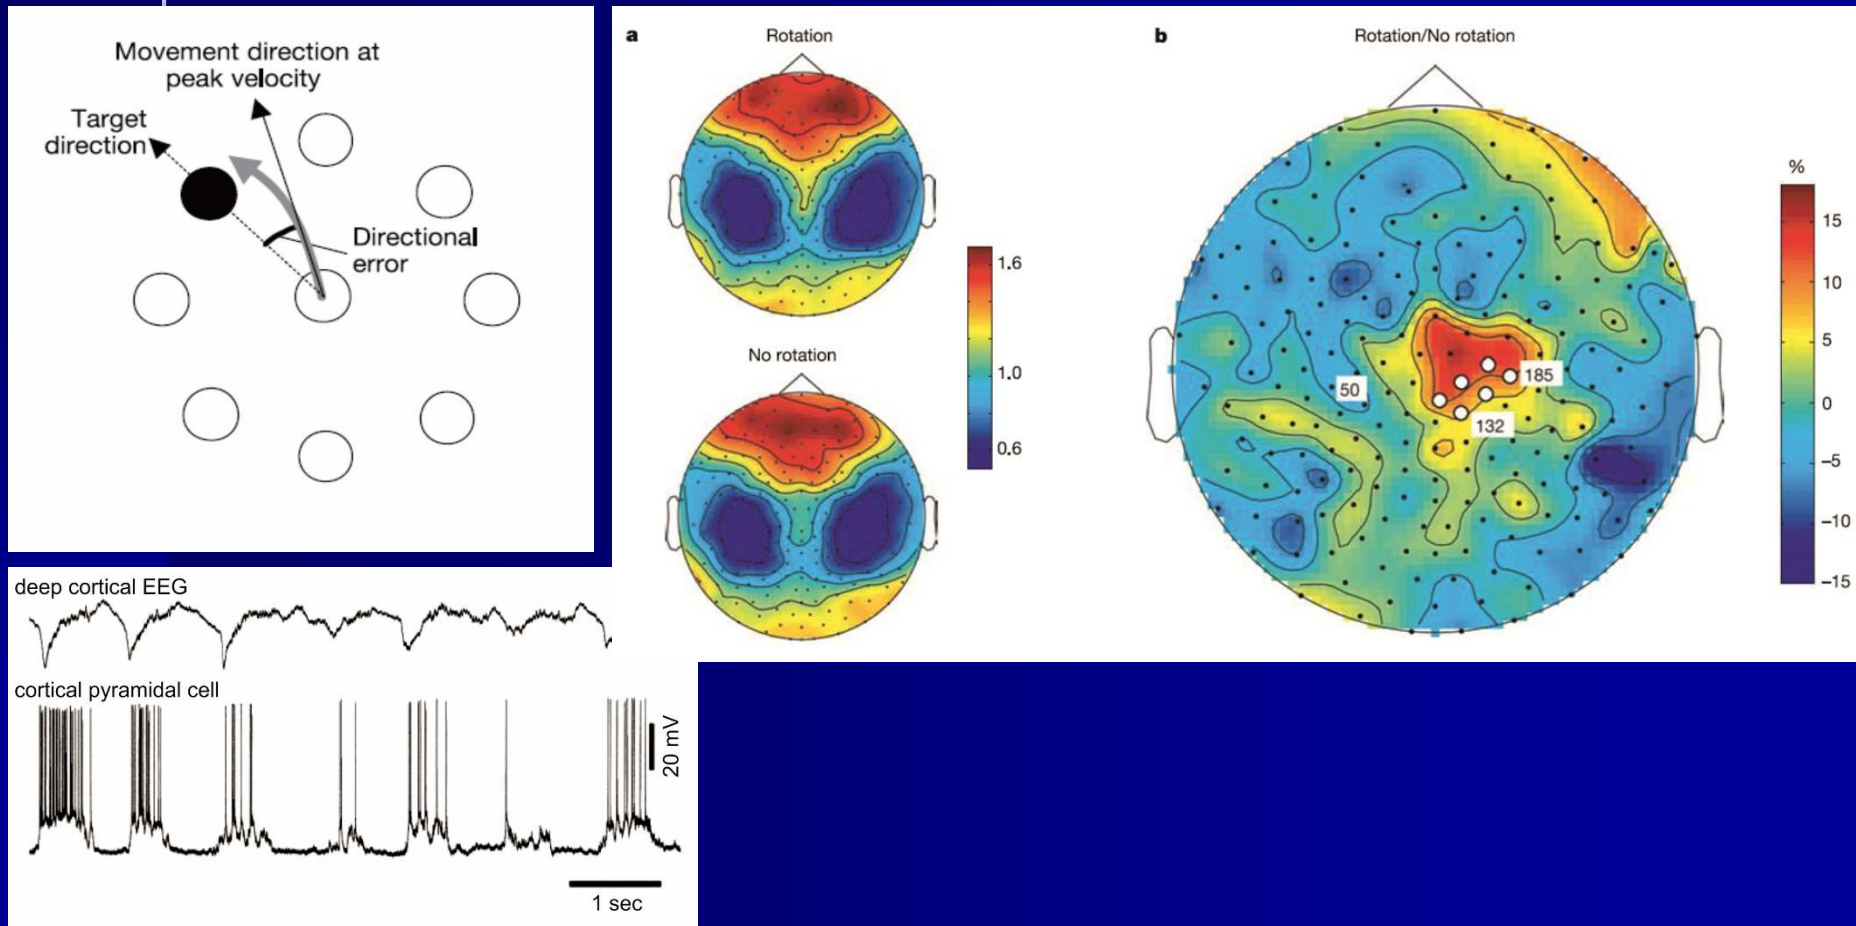 Movement direction at
peak velocity
Target
direction
Directional
error
deep cortical EEG
cortical pyramidal cell
20 mV
1 sec
a
Rotation
1.6
1.0
0.6
No rotation
b
Rotation/No rotation
%
15
10
5
0
–5
–10
–15
50
185
132